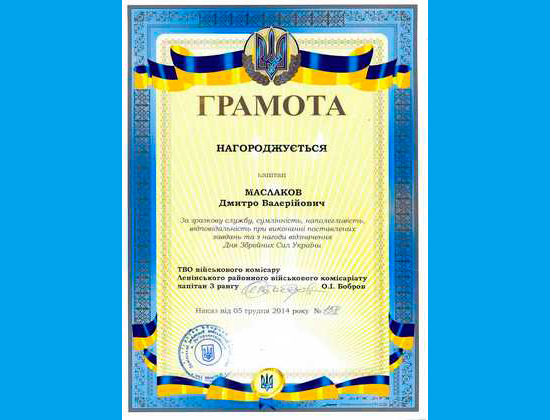 ГРАМОТА
НАГОРОДЖУЄТЬСЯ
капітан
МАСЛАКОВ
Дмитро Валерійович
За зразкову службу, сумлінність, наполегливість,
відповідальність при виконанні поставлених
завдань та з нагоди відзначення
Дня Збройних Сил України
ТВО військового комісару
Ленінського районного військового комісаріату
капітан 3 рангу О.І. Бобров
Наказ від 05 грудня 2014 року № 158